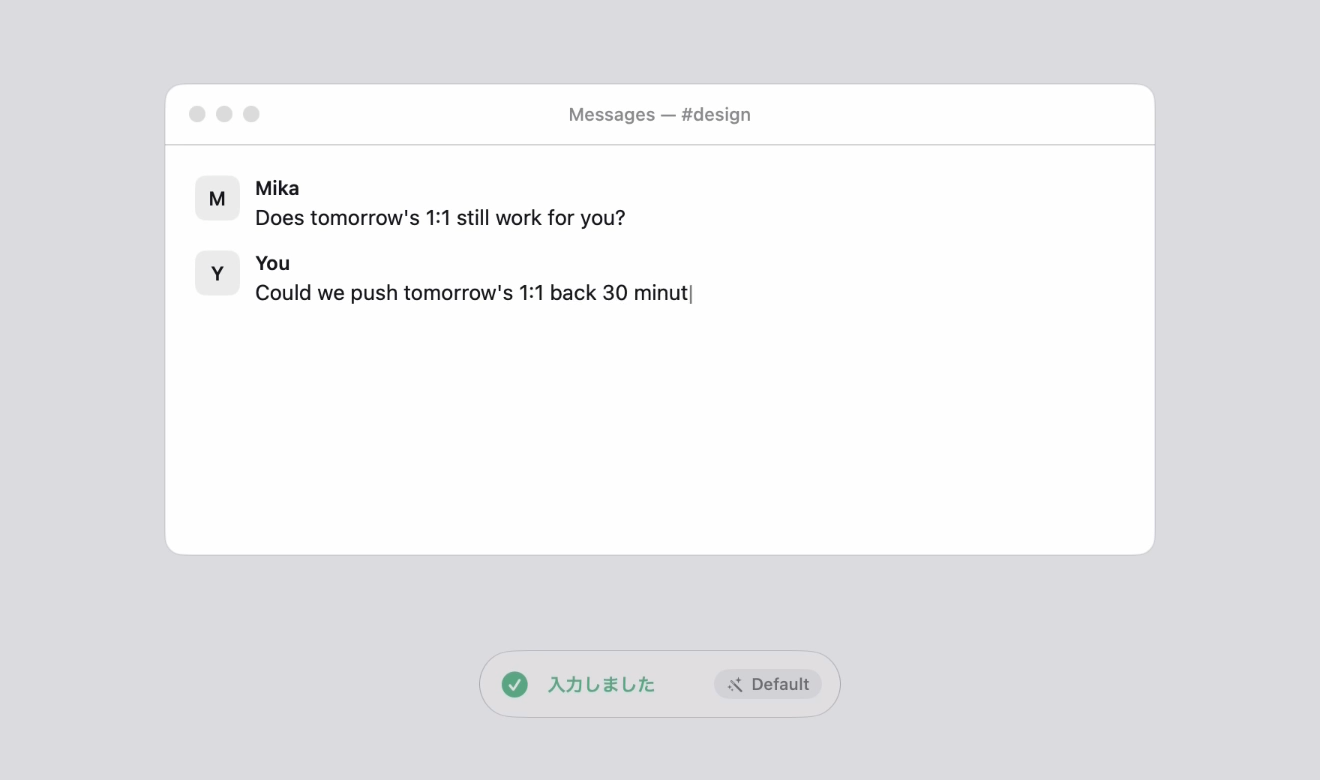 Messages — #design
M
Mika
Does tomorrow's 1:1 still work for you?
Y
You
Could we push tomorrow's 1:1 back 30 minut
入力しました
Default